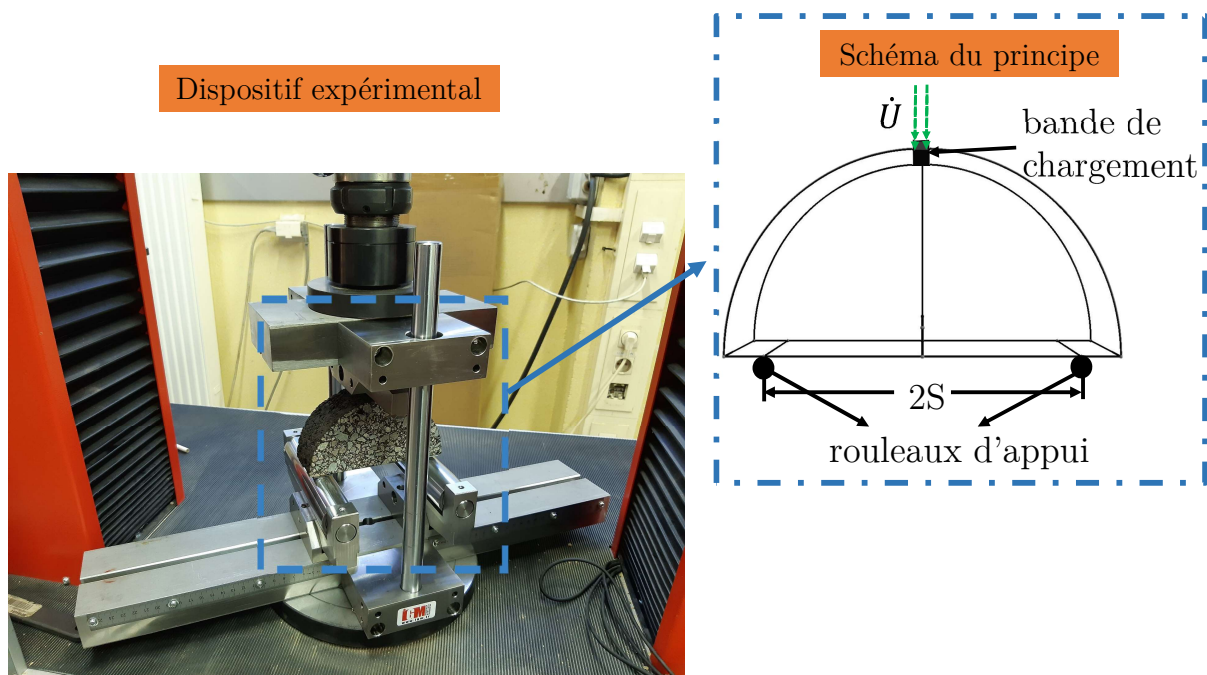 Dispositif expérimental
Schéma du principe
U̇
bande de
chargement
2S
rouleaux d'appui